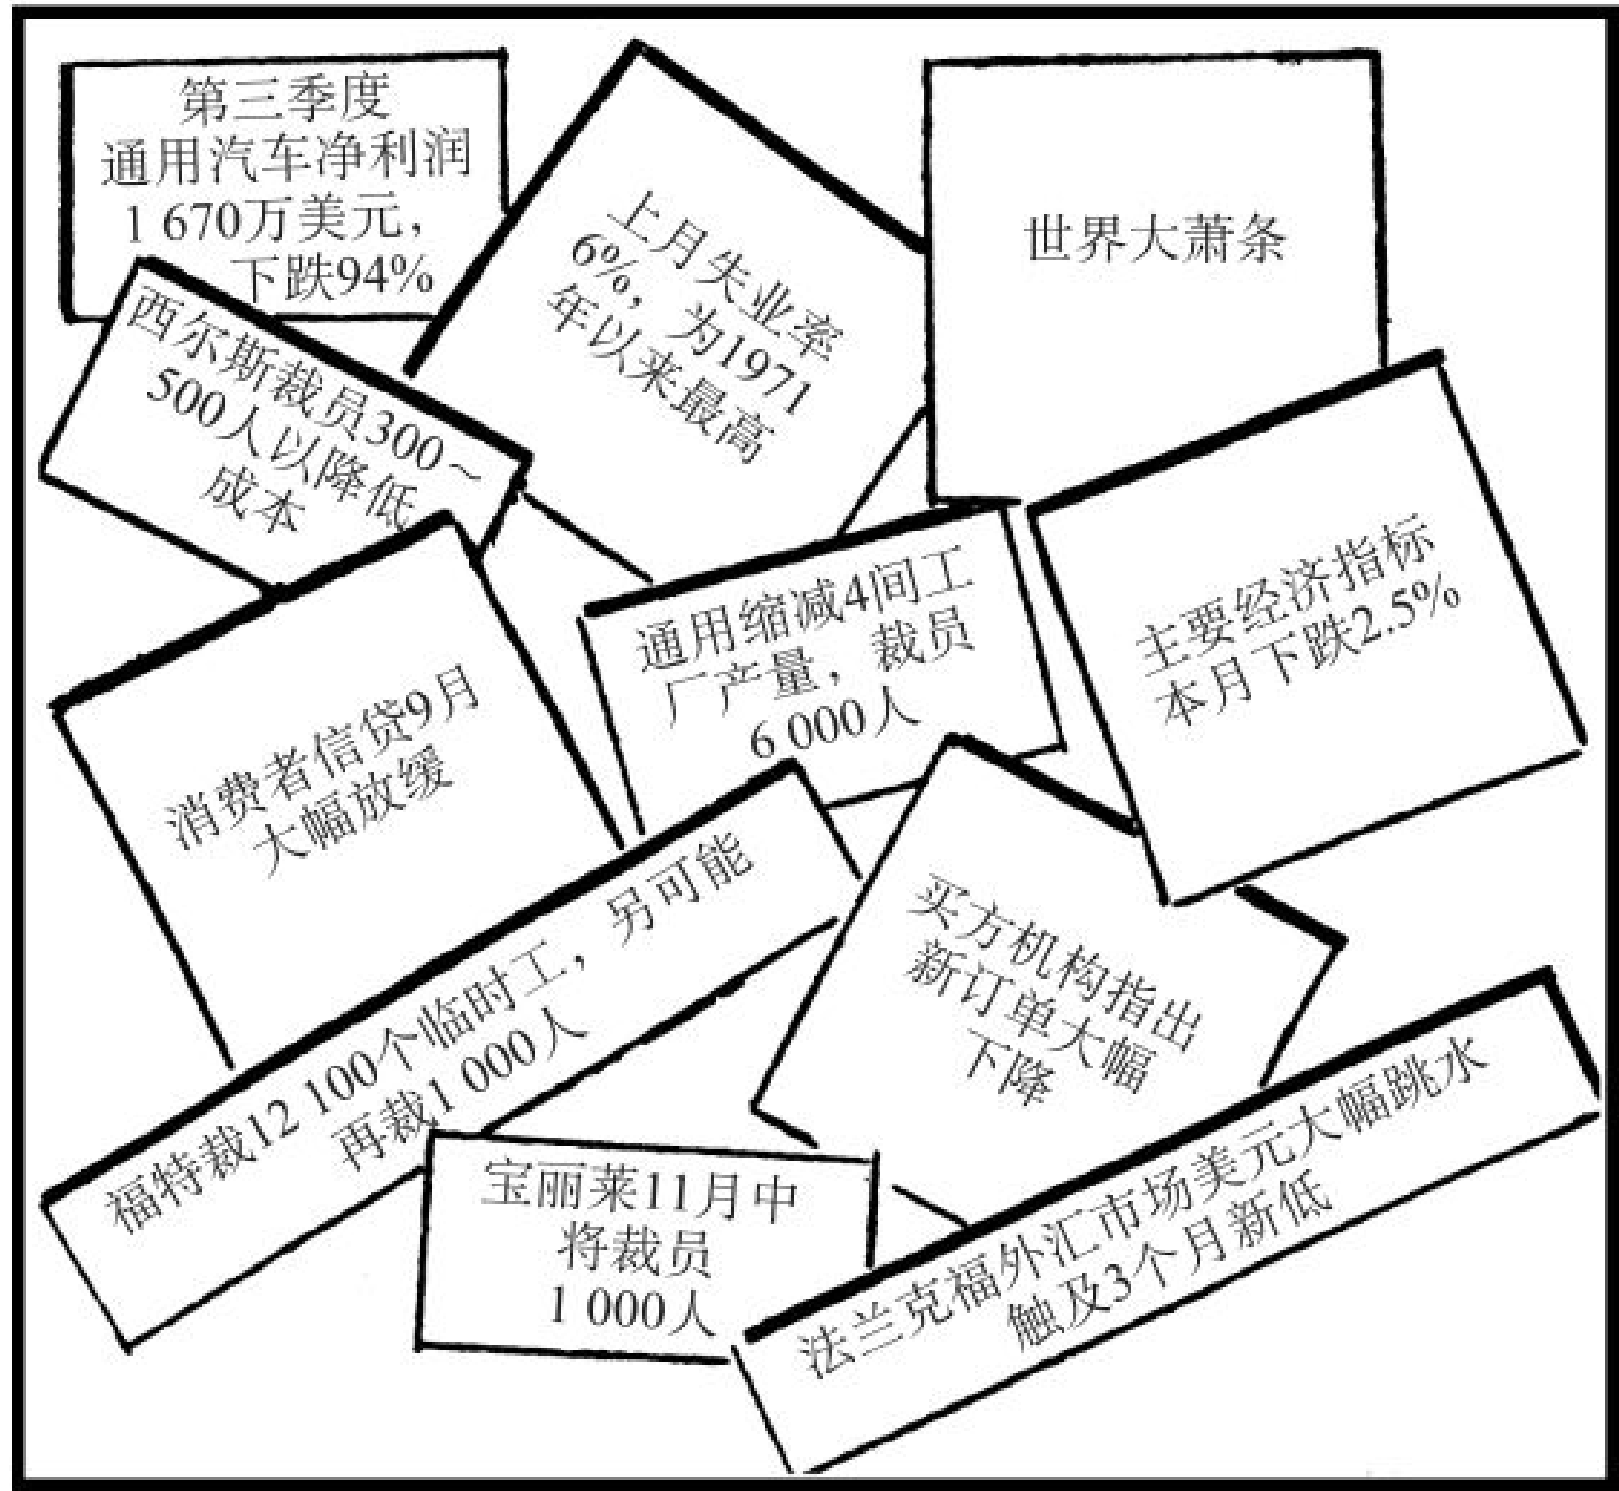 第三季度
通用汽车净利润
1 670万美元，
下跌94%
上月失业率
6%，为1971
年以来最高
世界大萧条
西尔斯裁员300～
500人以降低
成本
通用缩减4间工
厂产量，裁员
6 000人
主要经济指标
本月下跌2.5%
消费者信贷9月
大幅放缓
福特裁12 100个临时工，另可能
再裁1 000人
买方机构指出
新订单大幅
下降
宝丽莱11月中
将裁员
1 000人
法兰克福外汇市场美元大幅跳水
触及3个月新低